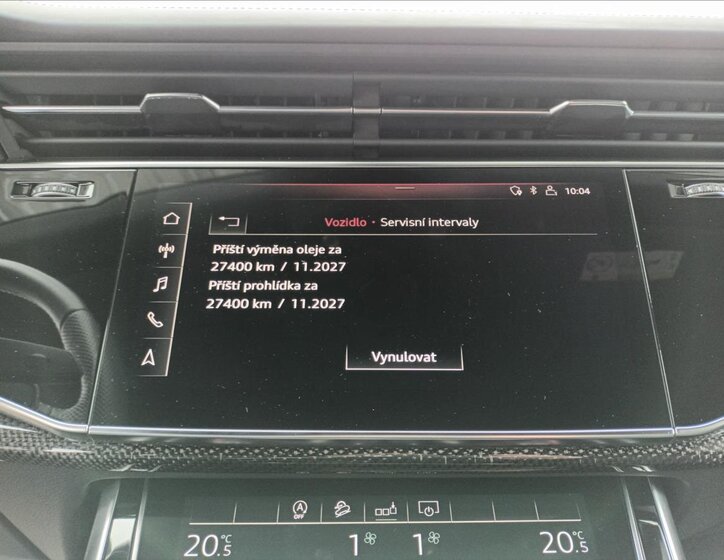 10:04
Vozidlo · Servisní intervaly
Příští výměna oleje za
27400 km / 11.2027
Příští prohlídka za
27400 km / 11.2027
Vynulovat
OFF
20.5 1 1 20.5
°C °C